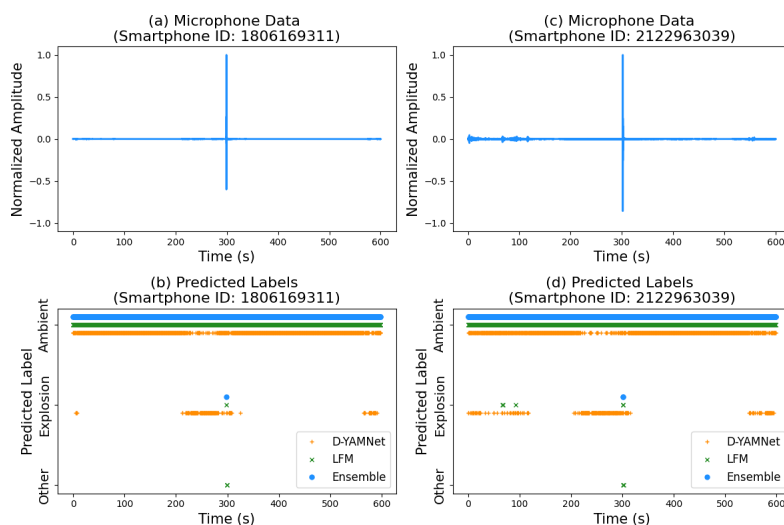 (a) Microphone Data
(Smartphone ID: 1806169311)
Normalized Amplitude
1.0
0.5
0.0
−0.5
−1.0
0
100
200
300
400
500
600
Time (s)
(c) Microphone Data
(Smartphone ID: 2122963039)
Normalized Amplitude
1.0
0.5
0.0
−0.5
−1.0
0
100
200
300
400
500
600
Time (s)
(b) Predicted Labels
(Smartphone ID: 1806169311)
Predicted Label
Ambient
Explosion
Other
D-YAMNet
LFM
Ensemble
0
100
200
300
400
500
600
Time (s)
(d) Predicted Labels
(Smartphone ID: 2122963039)
Predicted Label
Ambient
Explosion
Other
D-YAMNet
LFM
Ensemble
0
100
200
300
400
500
600
Time (s)